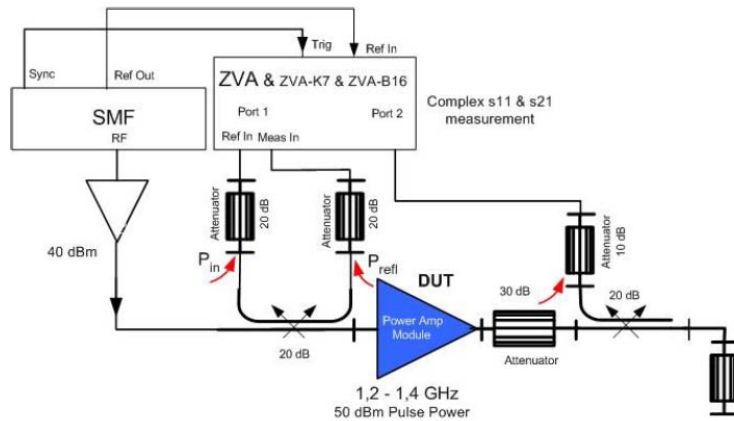 Trig
Ref In
Sync
Ref Out
ZVA & ZVA-K7 & ZVA-B16
SMF
RF
Port 1
Port 2
Ref In
Meas In
Complex s11 & s21
measurement
Attenuator
20 dB
Attenuator
20 dB
Attenuator
10 dB
40 dBm
Pin
Prefl
DUT
30 dB
20 dB
Power Amp
Module
20 dB
Attenuator
1,2 - 1,4 GHz
50 dBm Pulse Power